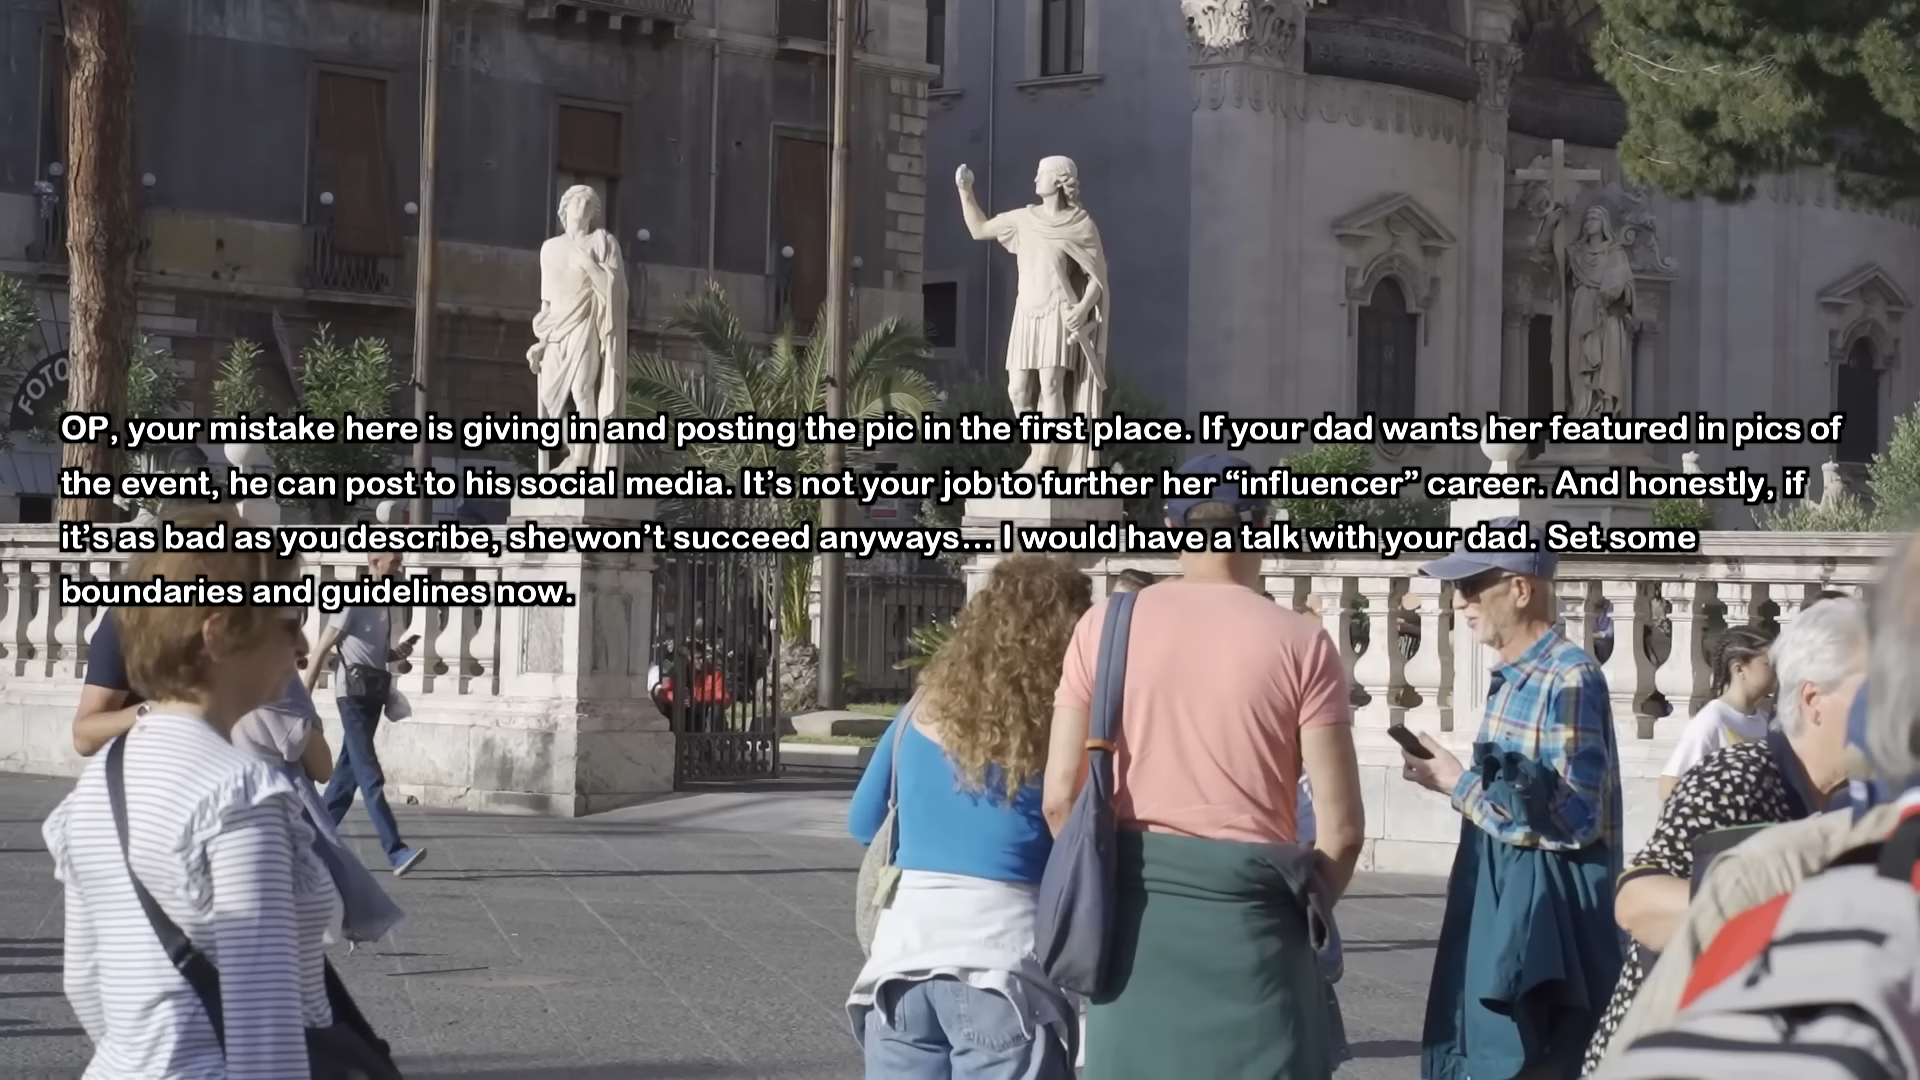 FOTO
OP, your mistake here is giving in and posting the pic in the first place. If your dad wants her featured in pics of
the event, he can post to his social media. It’s not your job to further her “influencer” career. And honestly, if
it’s as bad as you describe, she won’t succeed anyways... I would have a talk with your dad. Set some
boundaries and guidelines now.